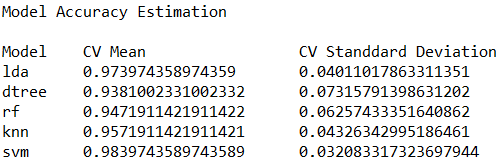 Model Accuracy Estimation
Model CV Mean CV Standdard Deviation
lda 0.973974358974359 0.04011017863311351
dtree 0.9381002331002332 0.07315791398631202
rf 0.9471911421911422 0.06257433351640862
knn 0.9571911421911421 0.04326342995186461
svm 0.9839743589743589 0.032083317323697944